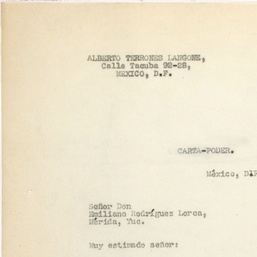 ALBERTO TERRONES LANGONE,
Calle Tacuba 92-28,
MEXICO, D.F.
CARTA-PODER.
México, D
Señor Don
Emiliano Rodríguez Lorca,
Mérida, Yuc.
Muy estimado señor: